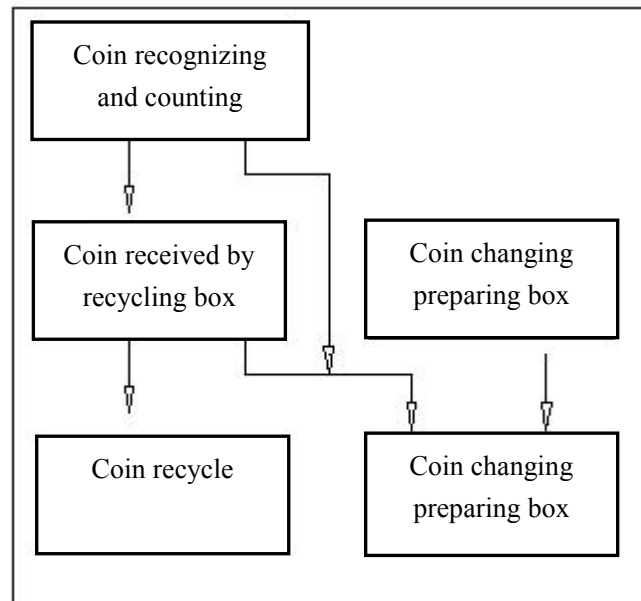 Coin recognizing
and counting
Coin received by
recycling box
Coin changing
preparing box
Coin recycle
Coin changing
preparing box